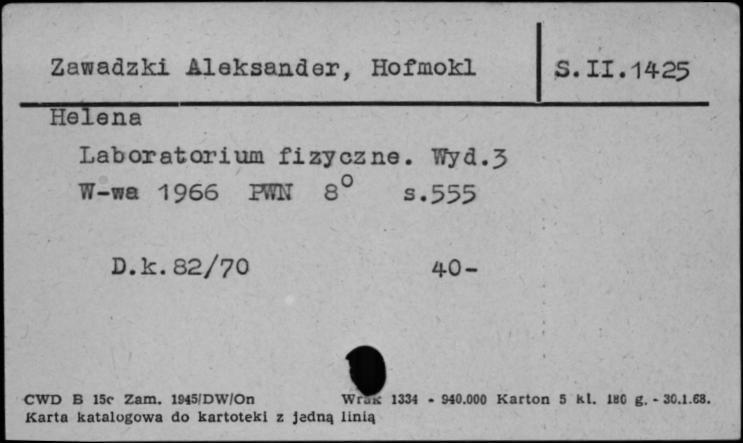 Zawadzki Aleksander, Hofmokl S.II.1425
Helena
Laboratorium fizyczne. Wyd.3
W-wa 1966 PWN 8° s.555
D.k.82/70 40-
CWD B 15c Zam. 1945/DW/On Wrak 1334 - 940.000 Karton 5 kl. 180 g. - 30.1.68.
Karta katalogowa do kartoteki z jedną linią